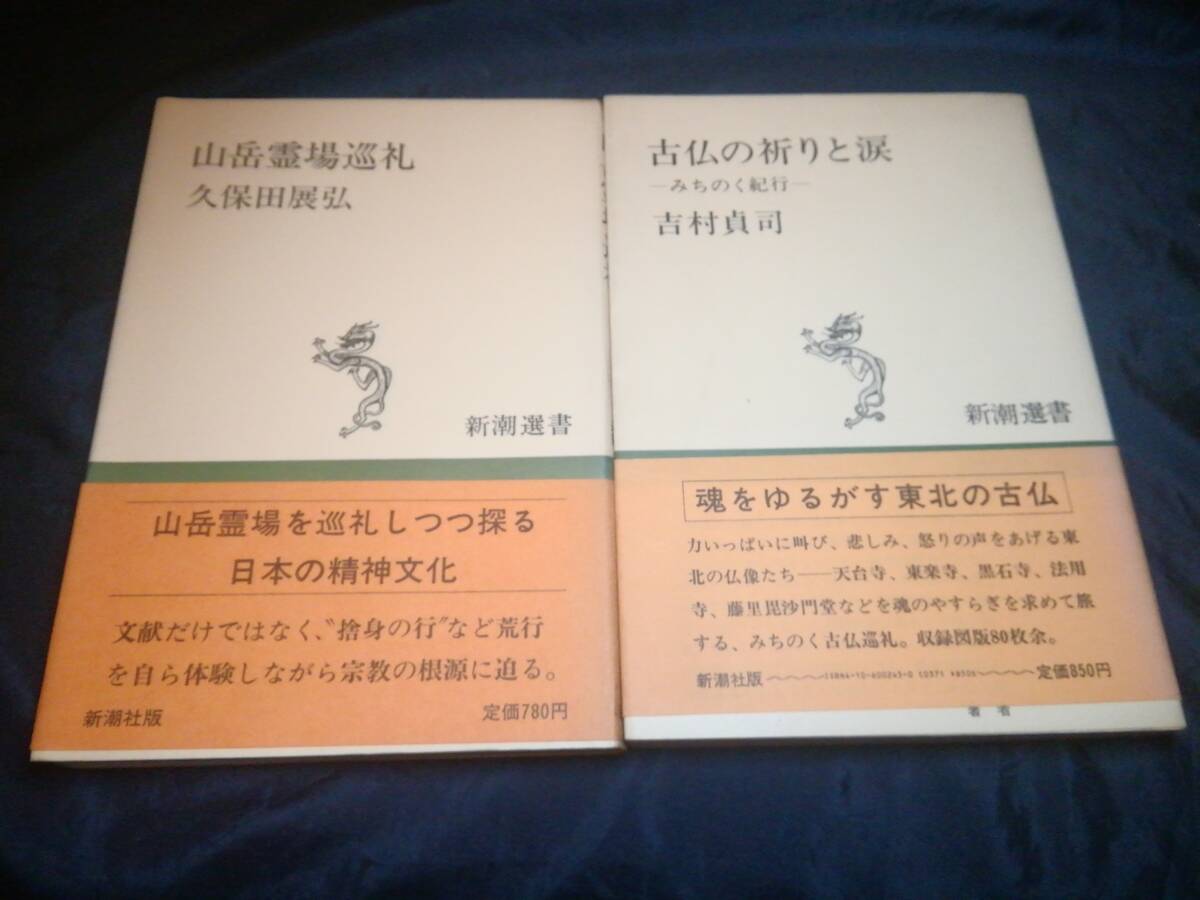 山岳霊場巡礼
久保田展弘
新潮選書
山岳霊場を巡礼しつつ探る
日本の精神文化
文献だけではなく、〝捨身の行〟など荒行
を自ら体験しながら宗教の根源に迫る。
新潮社版 定価780円
古仏の祈りと涙
―みちのく紀行―
吉村貞司
新潮選書
魂をゆるがす東北の古仏
力いっぱいに叫び、悲しみ、怒りの声をあげる東
北の仏像たち――天台寺、東楽寺、黒石寺、法用
寺、藤里毘沙門堂などを魂のやすらぎを求めて旅
する、みちのく古仏巡礼。収録図版80枚余。
新潮社版 定価850円